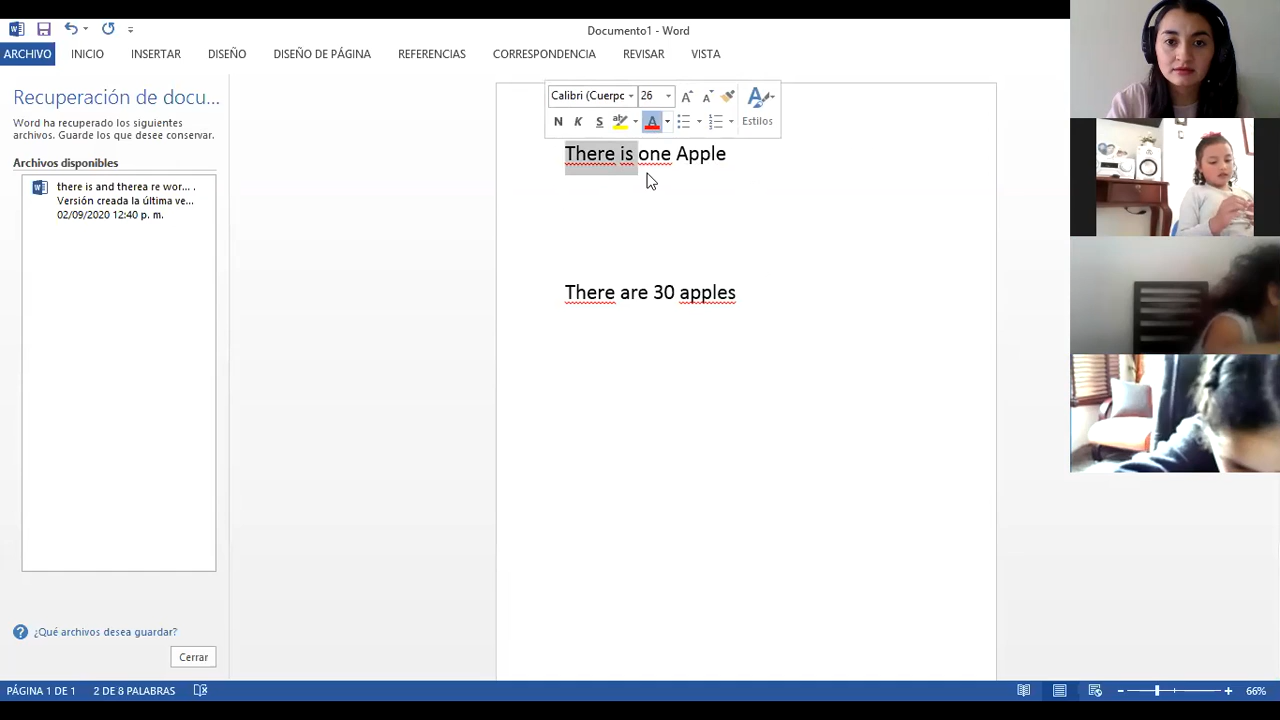 Documento1 - Word
ARCHIVO INICIO INSERTAR DISEÑO DISEÑO DE PÁGINA REFERENCIAS CORRESPONDENCIA REVISAR VISTA
Recuperación de docu...
Word ha recuperado los siguientes
archivos. Guarde los que desee conservar.
Archivos disponibles
there is and therea re wor... .
Versión creada la última ve...
02/09/2020 12:40 p. m.
¿Qué archivos desea guardar?
Cerrar
Calibri (Cuerpc 26
N K S aby A Estilos
There is one Apple
There are 30 apples
PÁGINA 1 DE 1 2 DE 8 PALABRAS 66%